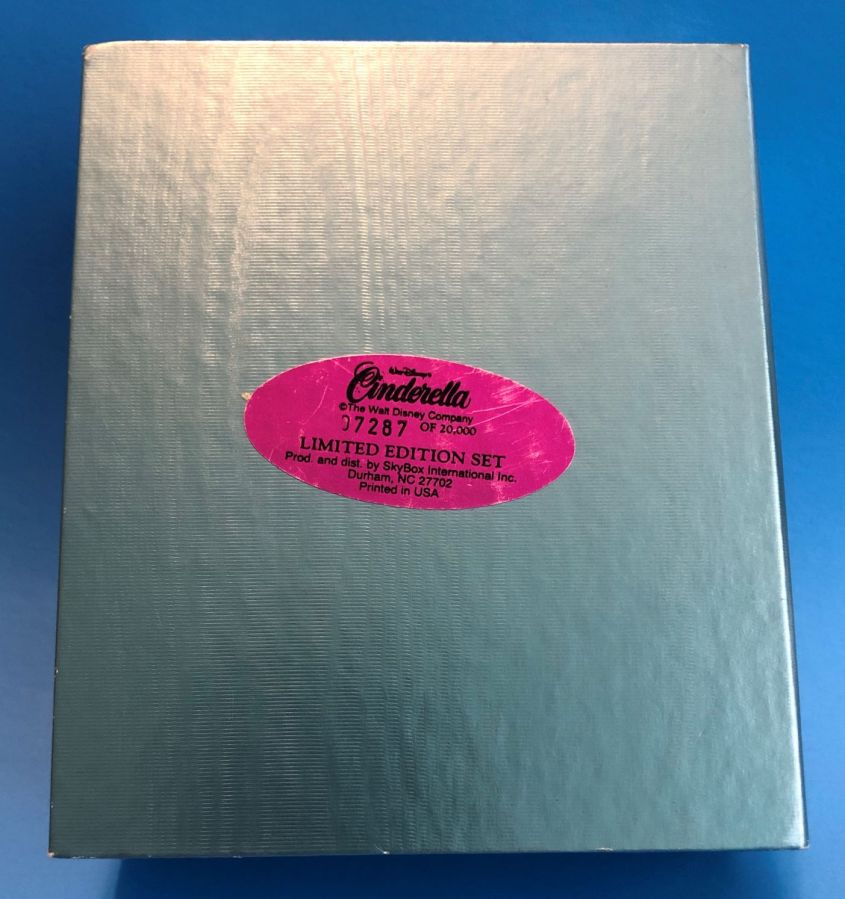 Walt Disney's
Cinderella
©The Walt Disney Company
07287 OF 20,000
LIMITED EDITION SET
Prod. and dist. by SkyBox International Inc.
Durham, NC 27702
Printed in USA